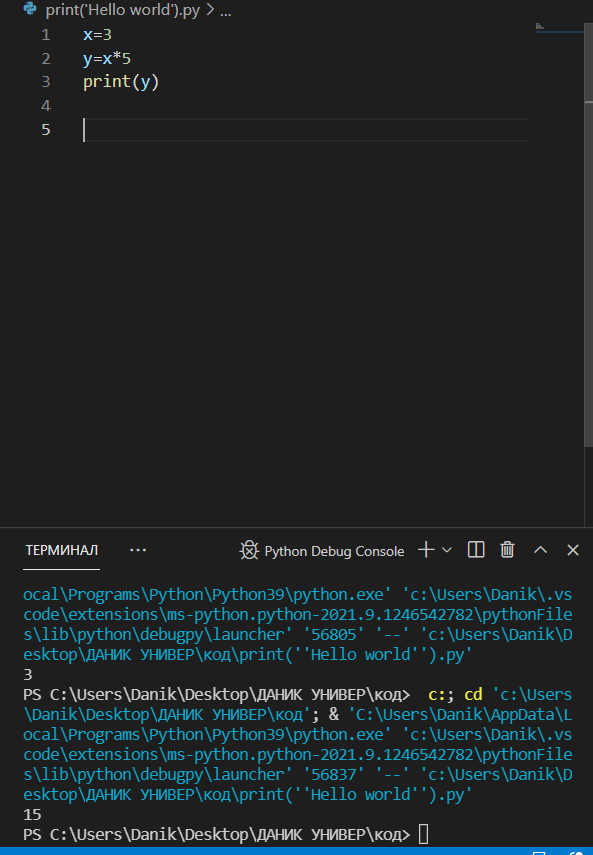 print('Hello world').py > ...
1 x=3
2 y=x*5
3 print(y)
4
5
ТЕРМИНАЛ ··· Python Debug Console
ocal\Programs\Python\Python39\python.exe' 'c:\Users\Danik\.vs
code\extensions\ms-python.python-2021.9.1246542782\pythonFile
s\lib\python\debugpy\launcher' '56805' '--' 'c:\Users\Danik\D
esktop\ДАНИК УНИВЕР\код\print(''Hello world'').py'
3
PS C:\Users\Danik\Desktop\ДАНИК УНИВЕР\код>  c:; cd 'c:\Users
\Danik\Desktop\ДАНИК УНИВЕР\код'; & 'C:\Users\Danik\AppData\L
ocal\Programs\Python\Python39\python.exe' 'c:\Users\Danik\.vs
code\extensions\ms-python.python-2021.9.1246542782\pythonFile
s\lib\python\debugpy\launcher' '56837' '--' 'c:\Users\Danik\D
esktop\ДАНИК УНИВЕР\код\print(''Hello world'').py'
15
PS C:\Users\Danik\Desktop\ДАНИК УНИВЕР\код>